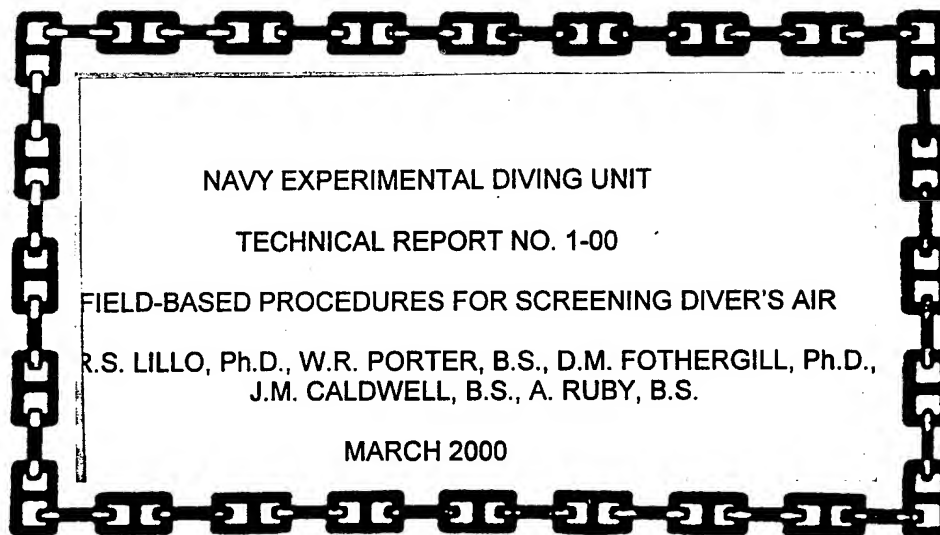 NAVY EXPERIMENTAL DIVING UNIT
TECHNICAL REPORT NO. 1-00
FIELD-BASED PROCEDURES FOR SCREENING DIVER'S AIR
R.S. LILLO, Ph.D., W.R. PORTER, B.S., D.M. FOTHERGILL, Ph.D.,
J.M. CALDWELL, B.S., A. RUBY, B.S.
MARCH 2000